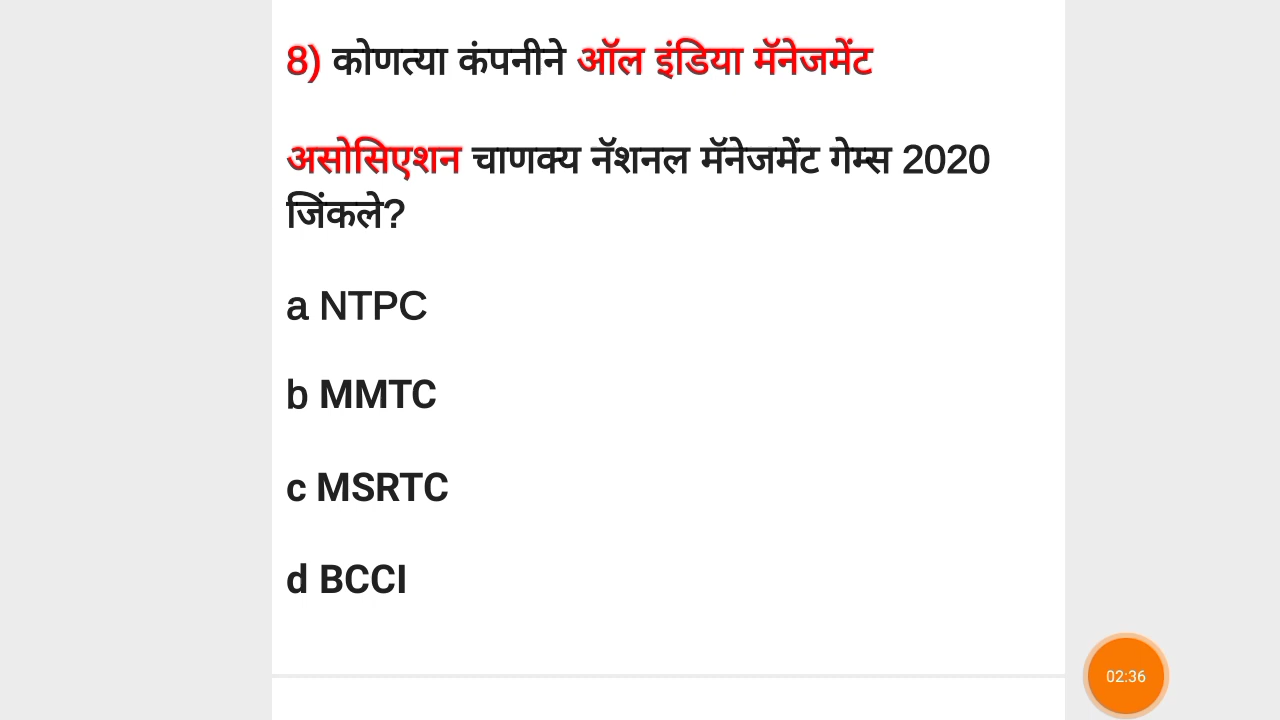 8) कोणत्या कंपनीने ऑल इंडिया मॅनेजमेंट
असोसिएशन चाणक्य नॅशनल मॅनेजमेंट गेम्स 2020
जिंकले?
a NTPC
b MMTC
c MSRTC
d BCCI
02:36